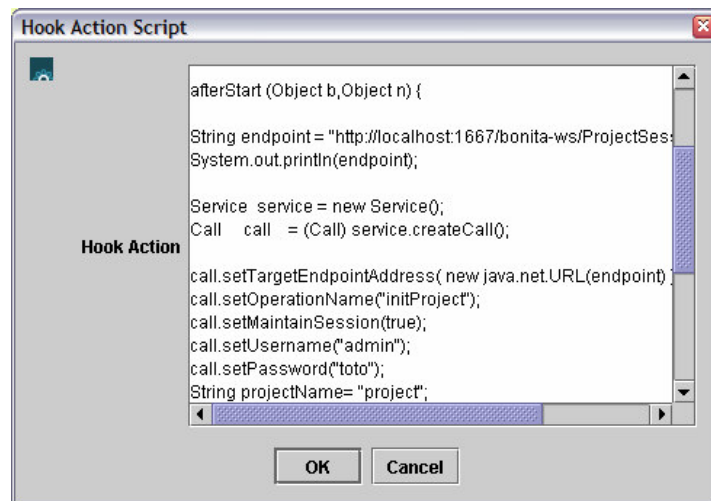 Hook Action Script
afterStart (Object b,Object n) {
String endpoint = "http://localhost:1667/bonita-ws/ProjectSes
System.out.println(endpoint);
Service service = new Service();
Call call = (Call) service.createCall();
Hook Action
call.setTargetEndpointAddress( new java.net.URL(endpoint) )
call.setOperationName("initProject");
call.setMaintainSession(true);
call.setUsername("admin");
call.setPassword("toto");
String projectName= "project";
OK Cancel